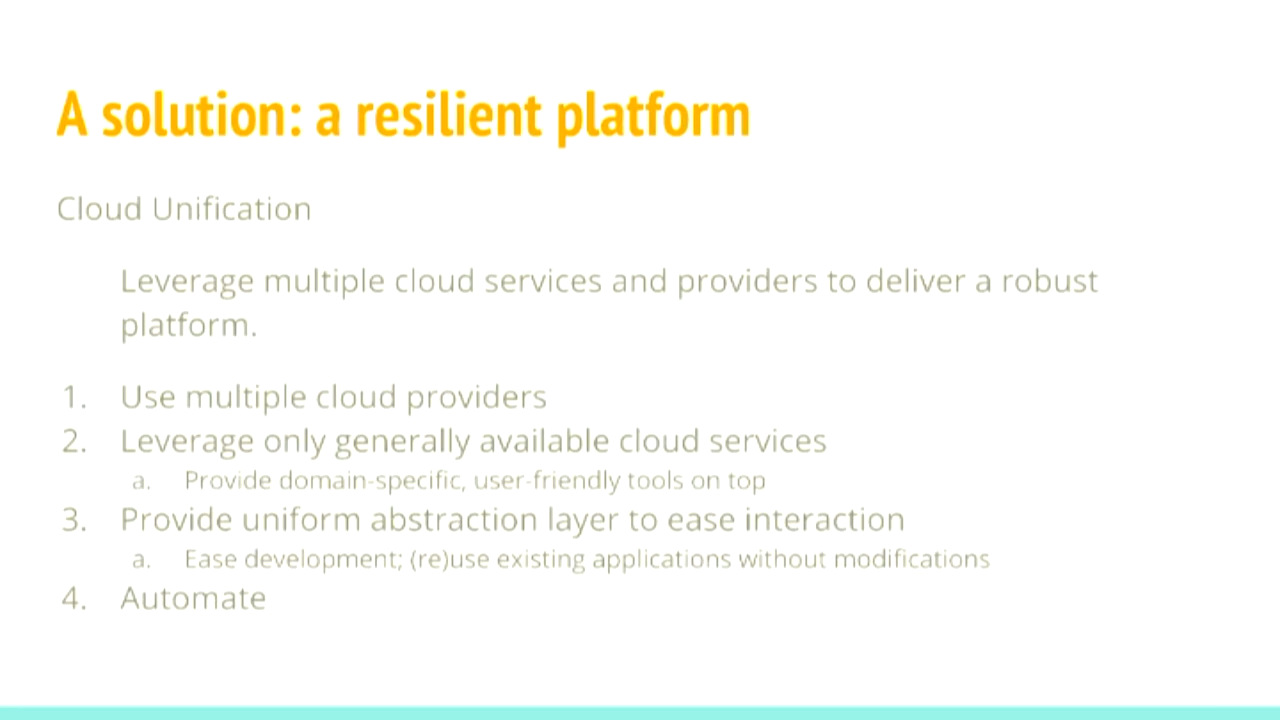 A solution: a resilient platform
Cloud Unification
Leverage multiple cloud services and providers to deliver a robust
platform.
1. Use multiple cloud providers
2. Leverage only generally available cloud services
a. Provide domain-specific, user-friendly tools on top
3. Provide uniform abstraction layer to ease interaction
a. Ease development; (re)use existing applications without modifications
4. Automate